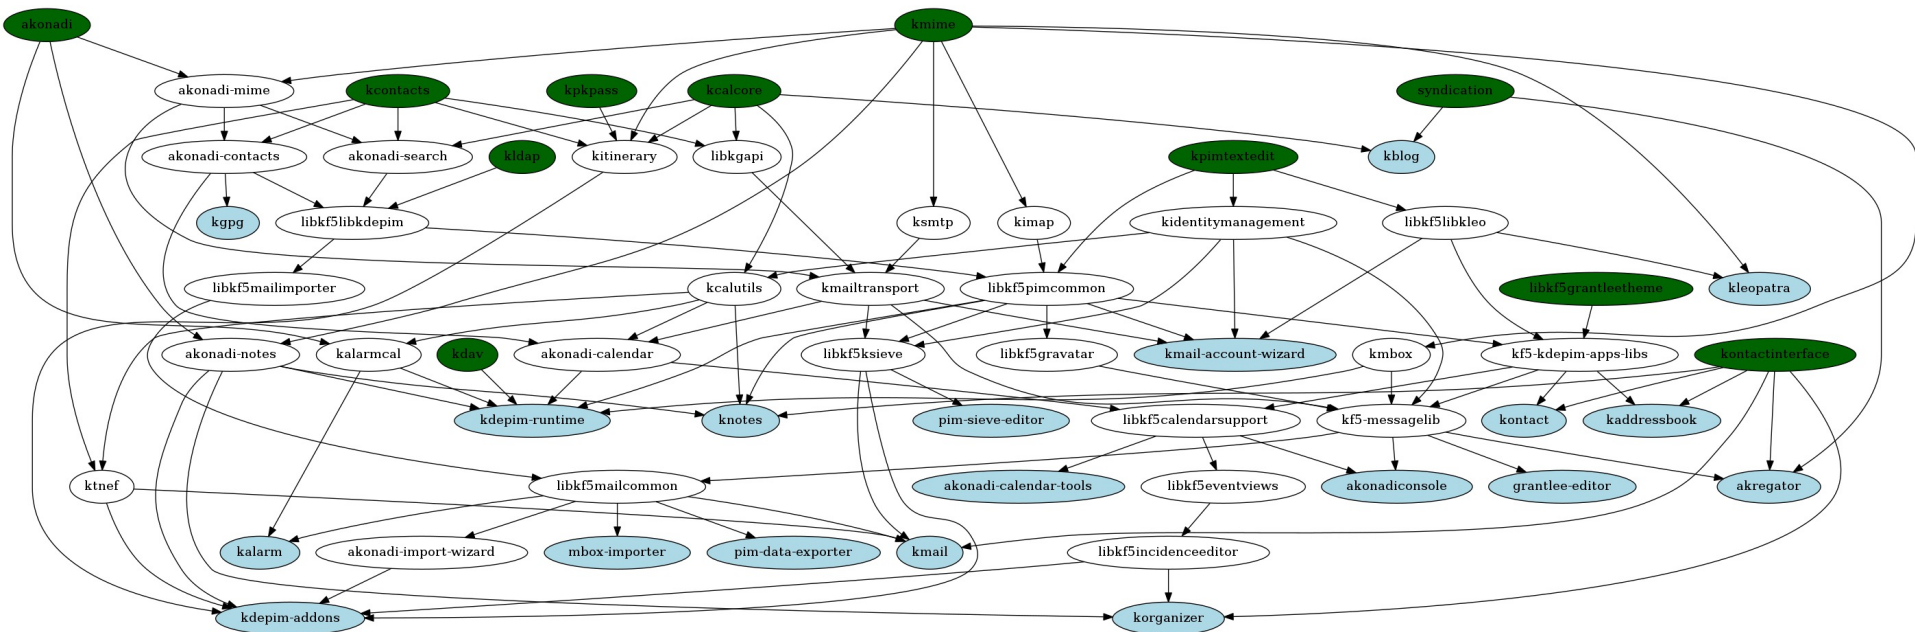 akonadi
kmime
akonadi-mime
kcontacts
kpkpass
kcalcore
syndication
akonadi-contacts
akonadi-search
kldap
kitinerary
libkgapi
kpimtextedit
kblog
kgpg
libkf5libkdepim
ksmtp
kimap
kidentitymanagement
libkf5libkleo
libkf5mailimporter
kcalutils
kmailtransport
libkf5pimcommon
libkf5grantleetheme
kleopatra
akonadi-notes
kalarmcal
kdav
akonadi-calendar
libkf5ksieve
libkf5gravatar
kmail-account-wizard
kmbox
kf5-kdepim-apps-libs
kontactinterface
kdepim-runtime
knotes
pim-sieve-editor
libkf5calendarsupport
kf5-messagelib
kontact
kaddressbook
ktnef
libkf5mailcommon
akonadi-calendar-tools
libkf5eventviews
akonadiconsole
grantlee-editor
akregator
kalarm
akonadi-import-wizard
mbox-importer
pim-data-exporter
kmail
libkf5incidenceeditor
kdepim-addons
korganizer